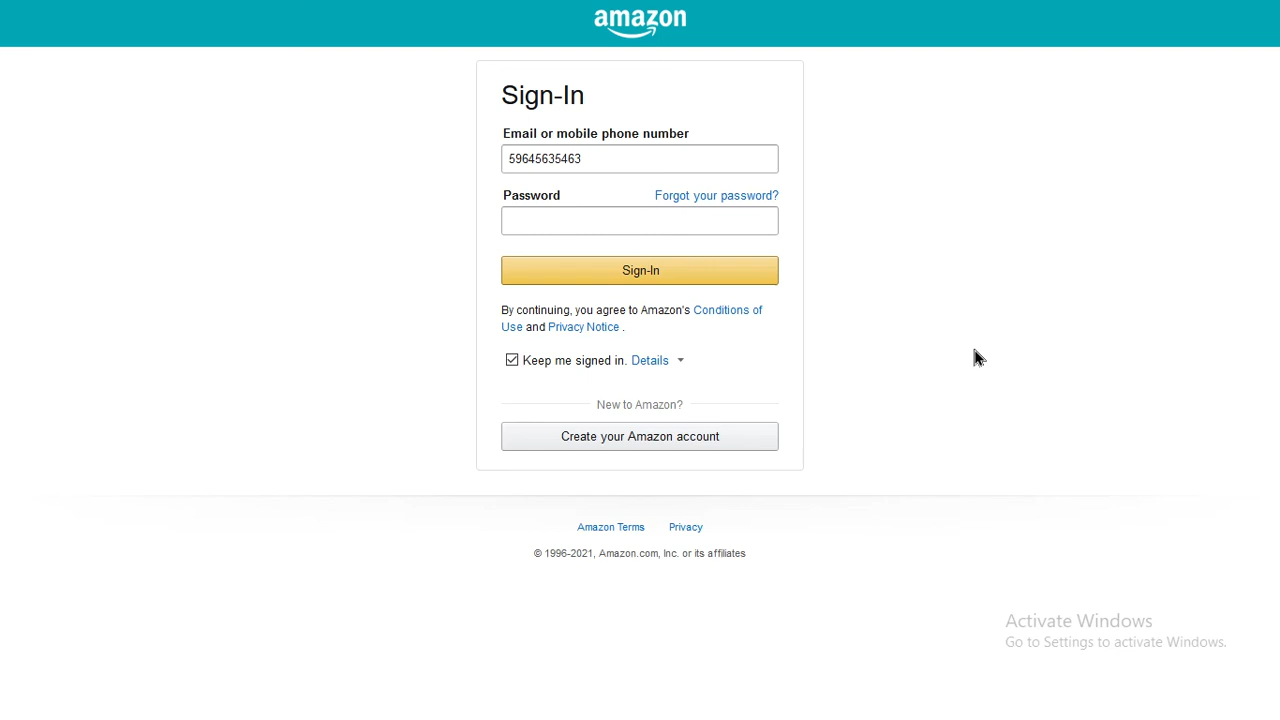 amazon
Sign-In
Email or mobile phone number
59645635463
Password Forgot your password?
Sign-In
By continuing, you agree to Amazon's Conditions of
Use and Privacy Notice .
Keep me signed in. Details
New to Amazon?
Create your Amazon account
Amazon Terms Privacy
© 1996-2021, Amazon.com, Inc. or its affiliates
Activate Windows
Go to Settings to activate Windows.